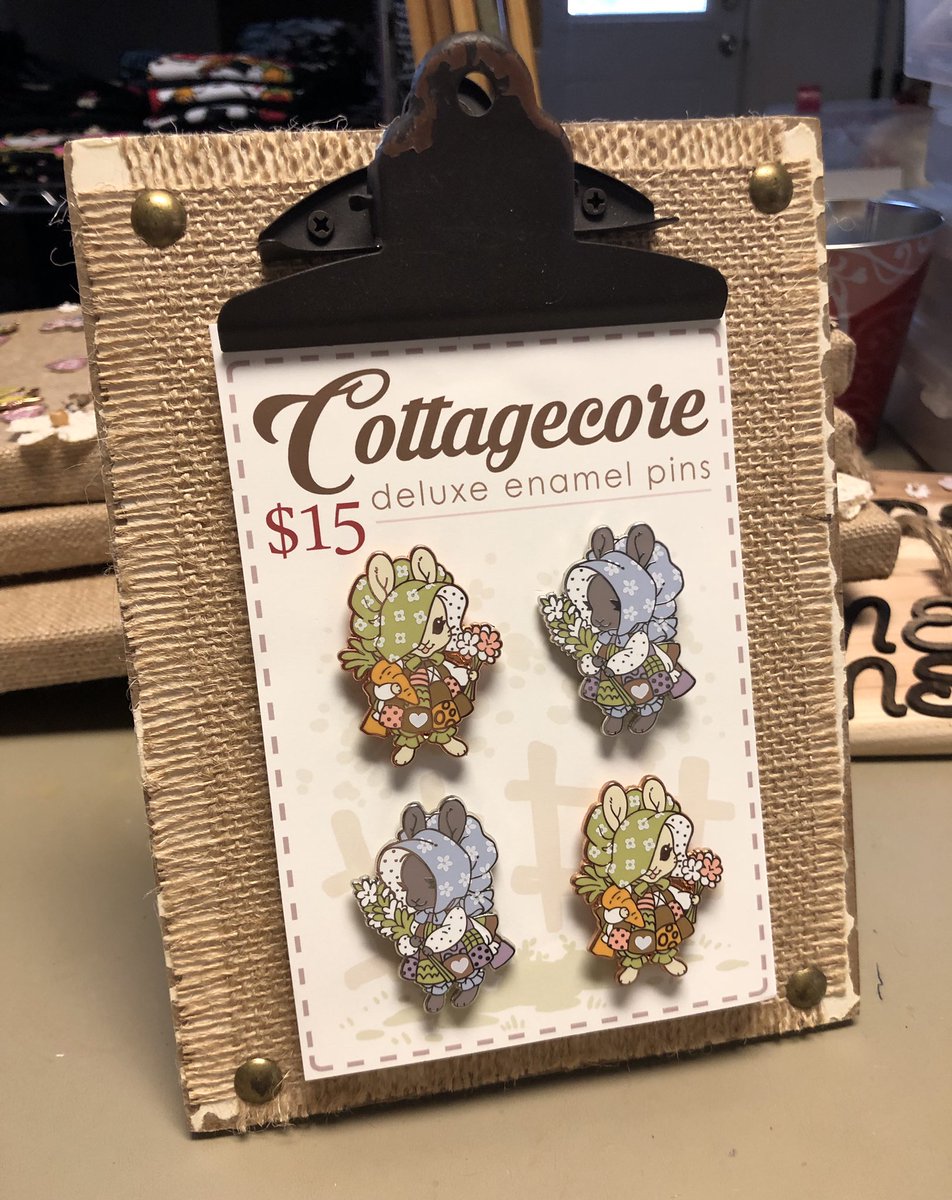 Cottagecore
deluxe enamel pins
$15